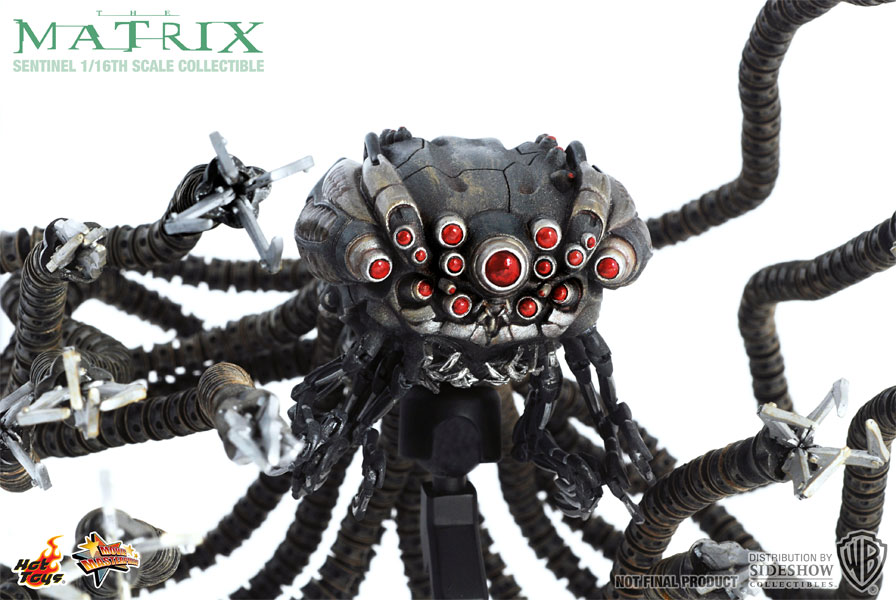 THE
MATRIX
SENTINEL 1/16TH SCALE COLLECTIBLE
Hot Toys
MOVIE MASTERPIECE
NOT FINAL PRODUCT
DISTRIBUTION BY
SIDESHOW
COLLECTIBLES
WB